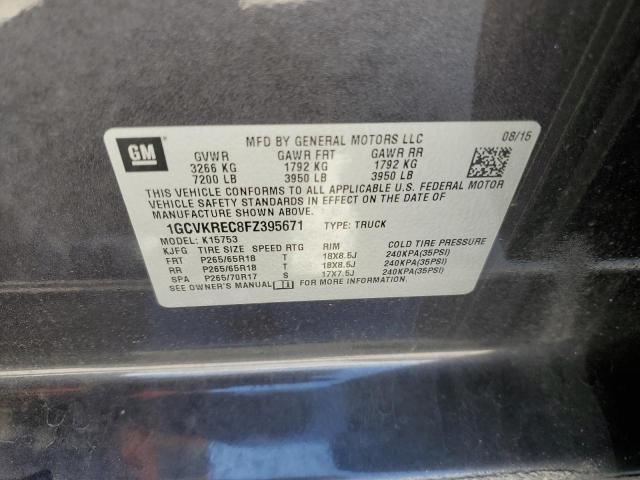 GM
MFD BY GENERAL MOTORS LLC
08/15
GVWR GAWR FRT GAWR RR
3266 KG 1792 KG 1792 KG
7200 LB 3950 LB 3950 LB
THIS VEHICLE CONFORMS TO ALL APPLICABLE U.S. FEDERAL MOTOR
VEHICLE SAFETY STANDARDS IN EFFECT ON THE DATE OF
MANUFACTURE SHOWN ABOVE.
1GCVKREC8FZ395671 TYPE: TRUCK
MODEL: K15753
KJFG TIRE SIZE SPEED RTG RIM COLD TIRE PRESSURE
FRT P265/65R18 T 18X8.5J 240KPA(35PSI)
RR P265/65R18 T 18X8.5J 240KPA(35PSI)
SPA P265/70R17 S 17X7.5J 240KPA(35PSI)
SEE OWNER'S MANUAL FOR MORE INFORMATION.